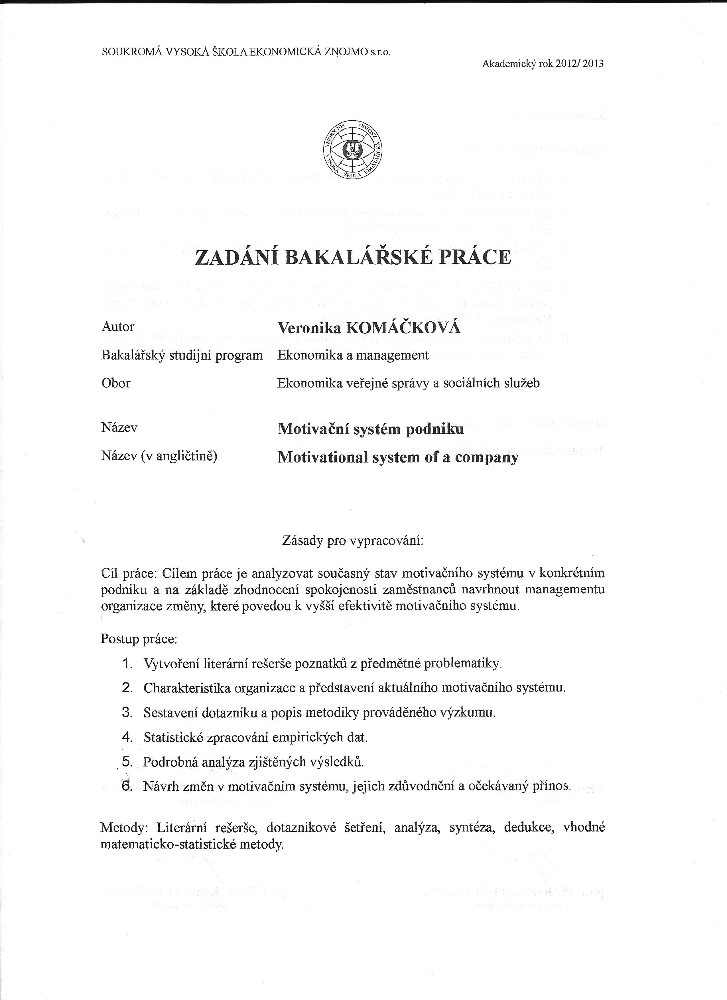 SOUKROMÁ VYSOKÁ ŠKOLA EKONOMICKÁ ZNOJMO s.r.o.
Akademický rok 2012/ 2013
SOUKROMÁ VYSOKÁ ŠKOLA EKONOMICKÁ ZNOJMO
ZADÁNÍ BAKALÁŘSKÉ PRÁCE
Autor Veronika KOMÁČKOVÁ
Bakalářský studijní program Ekonomika a management
Obor Ekonomika veřejné správy a sociálních služeb
Název Motivační systém podniku
Název (v angličtině) Motivational system of a company
Zásady pro vypracování:
Cíl práce: Cílem práce je analyzovat současný stav motivačního systému v konkrétním
podniku a na základě zhodnocení spokojenosti zaměstnanců navrhnout managementu
organizace změny, které povedou k vyšší efektivitě motivačního systému.
Postup práce:
1. Vytvoření literární rešerše poznatků z předmětné problematiky.
2. Charakteristika organizace a představení aktuálního motivačního systému.
3. Sestavení dotazníku a popis metodiky prováděného výzkumu.
4. Statistické zpracování empirických dat.
5. Podrobná analýza zjištěných výsledků.
6. Návrh změn v motivačním systému, jejich zdůvodnění a očekávaný přínos.
Metody: Literární rešerše, dotazníkové šetření, analýza, syntéza, dedukce, vhodné
matematicko-statistické metody.